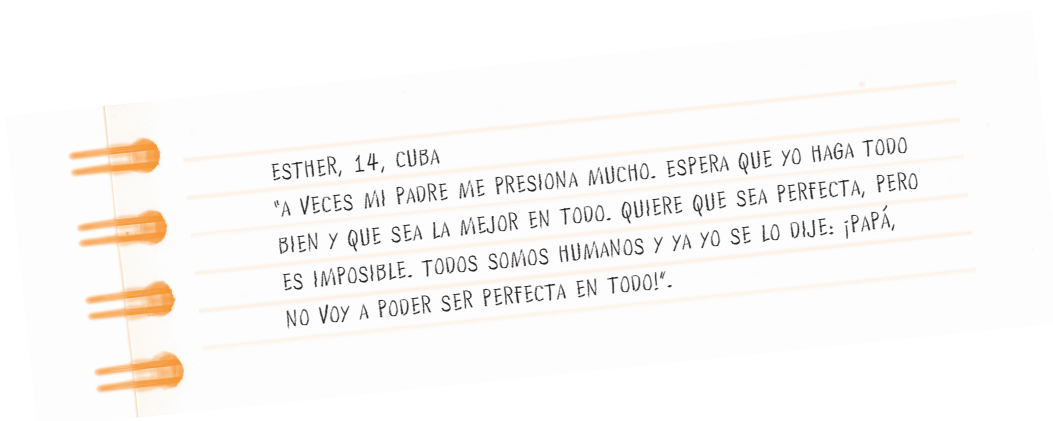 ESTHER, 14, CUBA
"A VECES MI PADRE ME PRESIONA MUCHO. ESPERA QUE YO HAGA TODO
BIEN Y QUE SEA LA MEJOR EN TODO. QUIERE QUE SEA PERFECTA, PERO
ES IMPOSIBLE. TODOS SOMOS HUMANOS Y YA YO SE LO DIJE: ¡PAPÁ,
NO VOY A PODER SER PERFECTA EN TODO!".